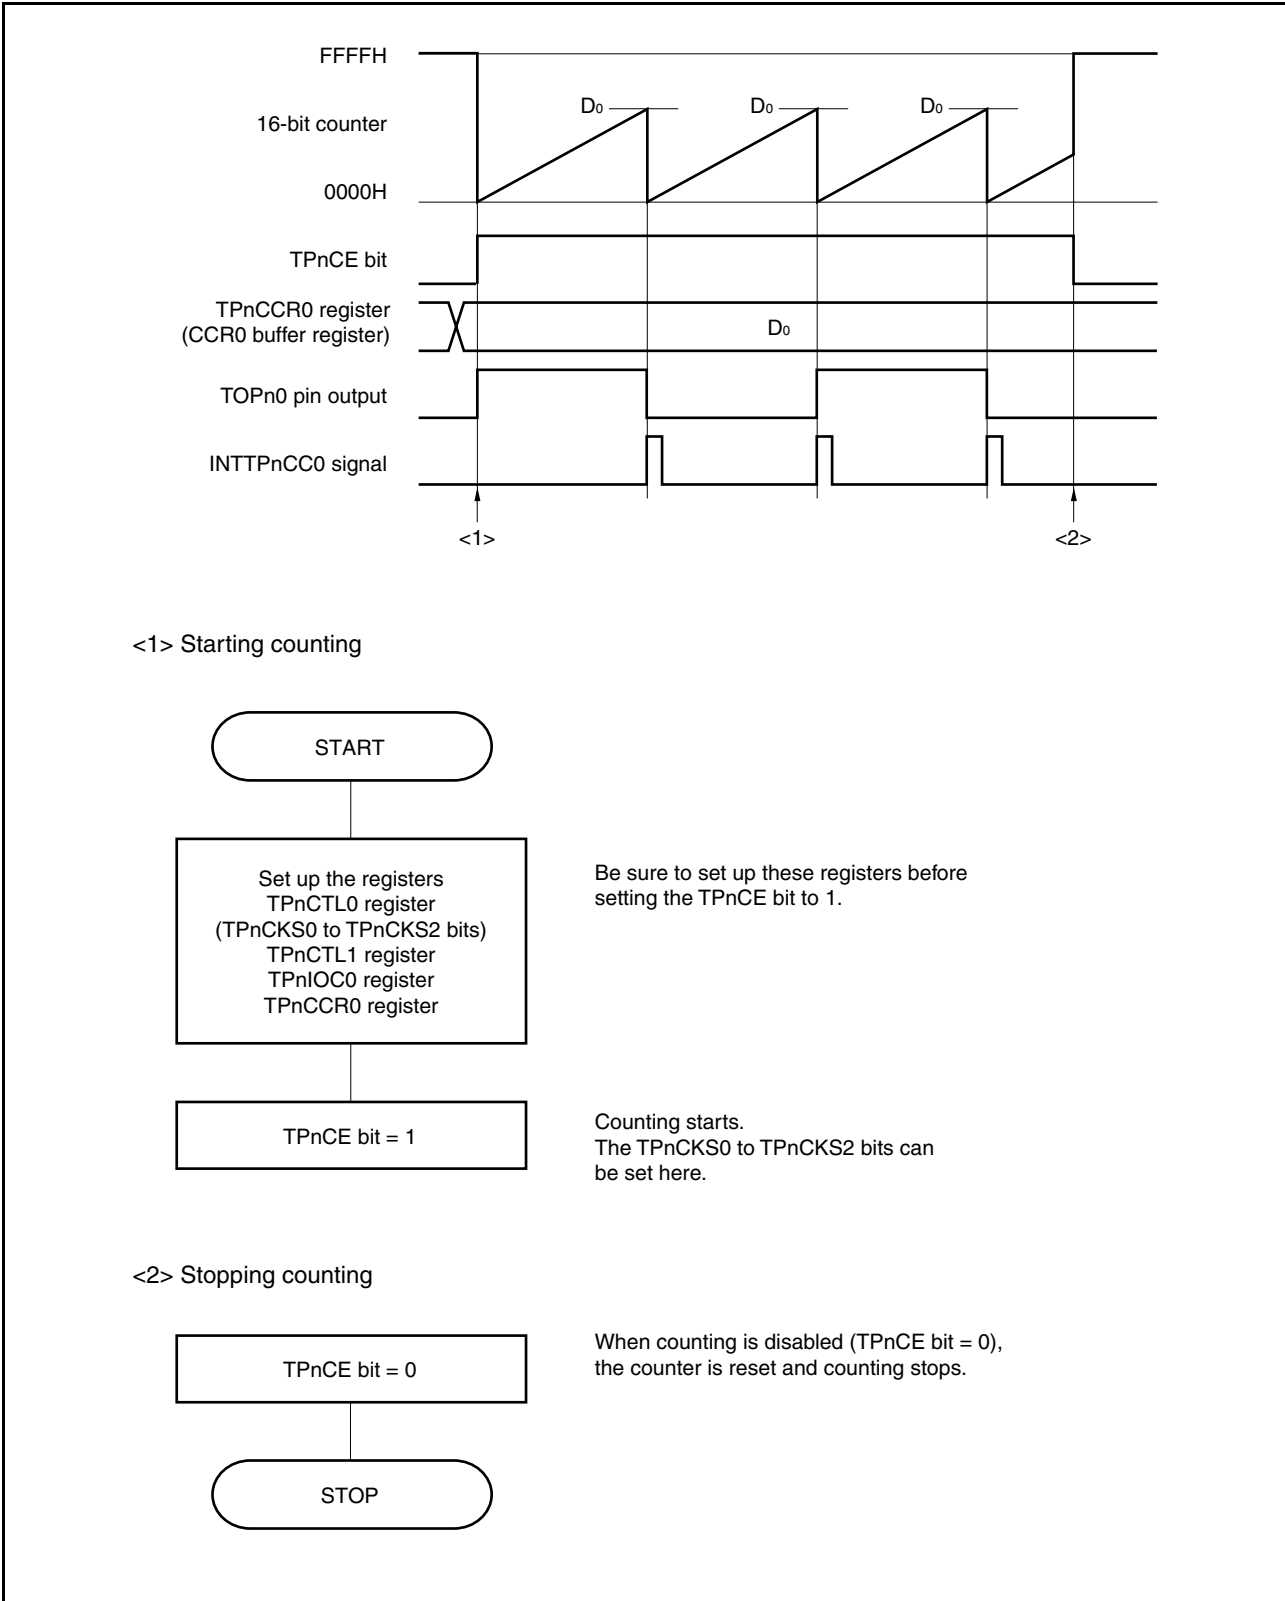 FFFFH
D0 D0 D0
16-bit counter
0000H
TPnCE bit
TPnCCR0 register
(CCR0 buffer register)
D0
TOPn0 pin output
INTTPnCC0 signal
<1> <2>
<1> Starting counting
START
Set up the registers
TPnCTL0 register
(TPnCKS0 to TPnCKS2 bits)
TPnCTL1 register
TPnIOC0 register
TPnCCR0 register
Be sure to set up these registers before
setting the TPnCE bit to 1.
TPnCE bit = 1
Counting starts.
The TPnCKS0 to TPnCKS2 bits can
be set here.
<2> Stopping counting
TPnCE bit = 0
When counting is disabled (TPnCE bit = 0),
the counter is reset and counting stops.
STOP